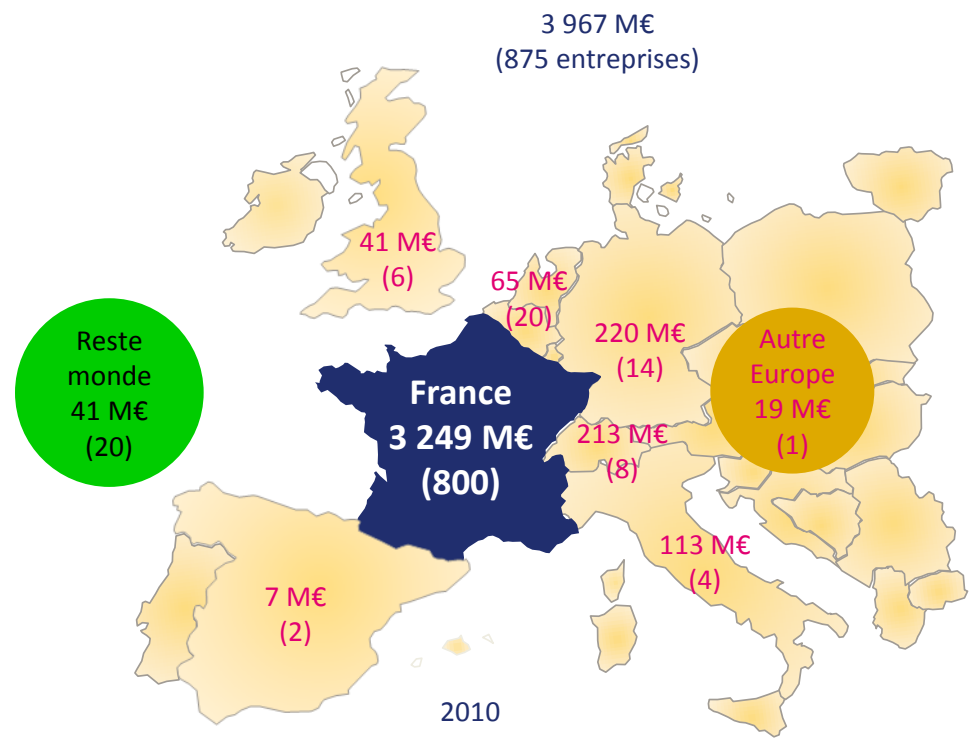 3 967 M€
(875 entreprises)
41 M€
(6)
65 M€
(20)
220 M€
(14)
Autre
Europe
19 M€
(1)
Reste
monde
41 M€
(20)
France
3 249 M€
(800)
213 M€
(8)
113 M€
(4)
7 M€
(2)
2010